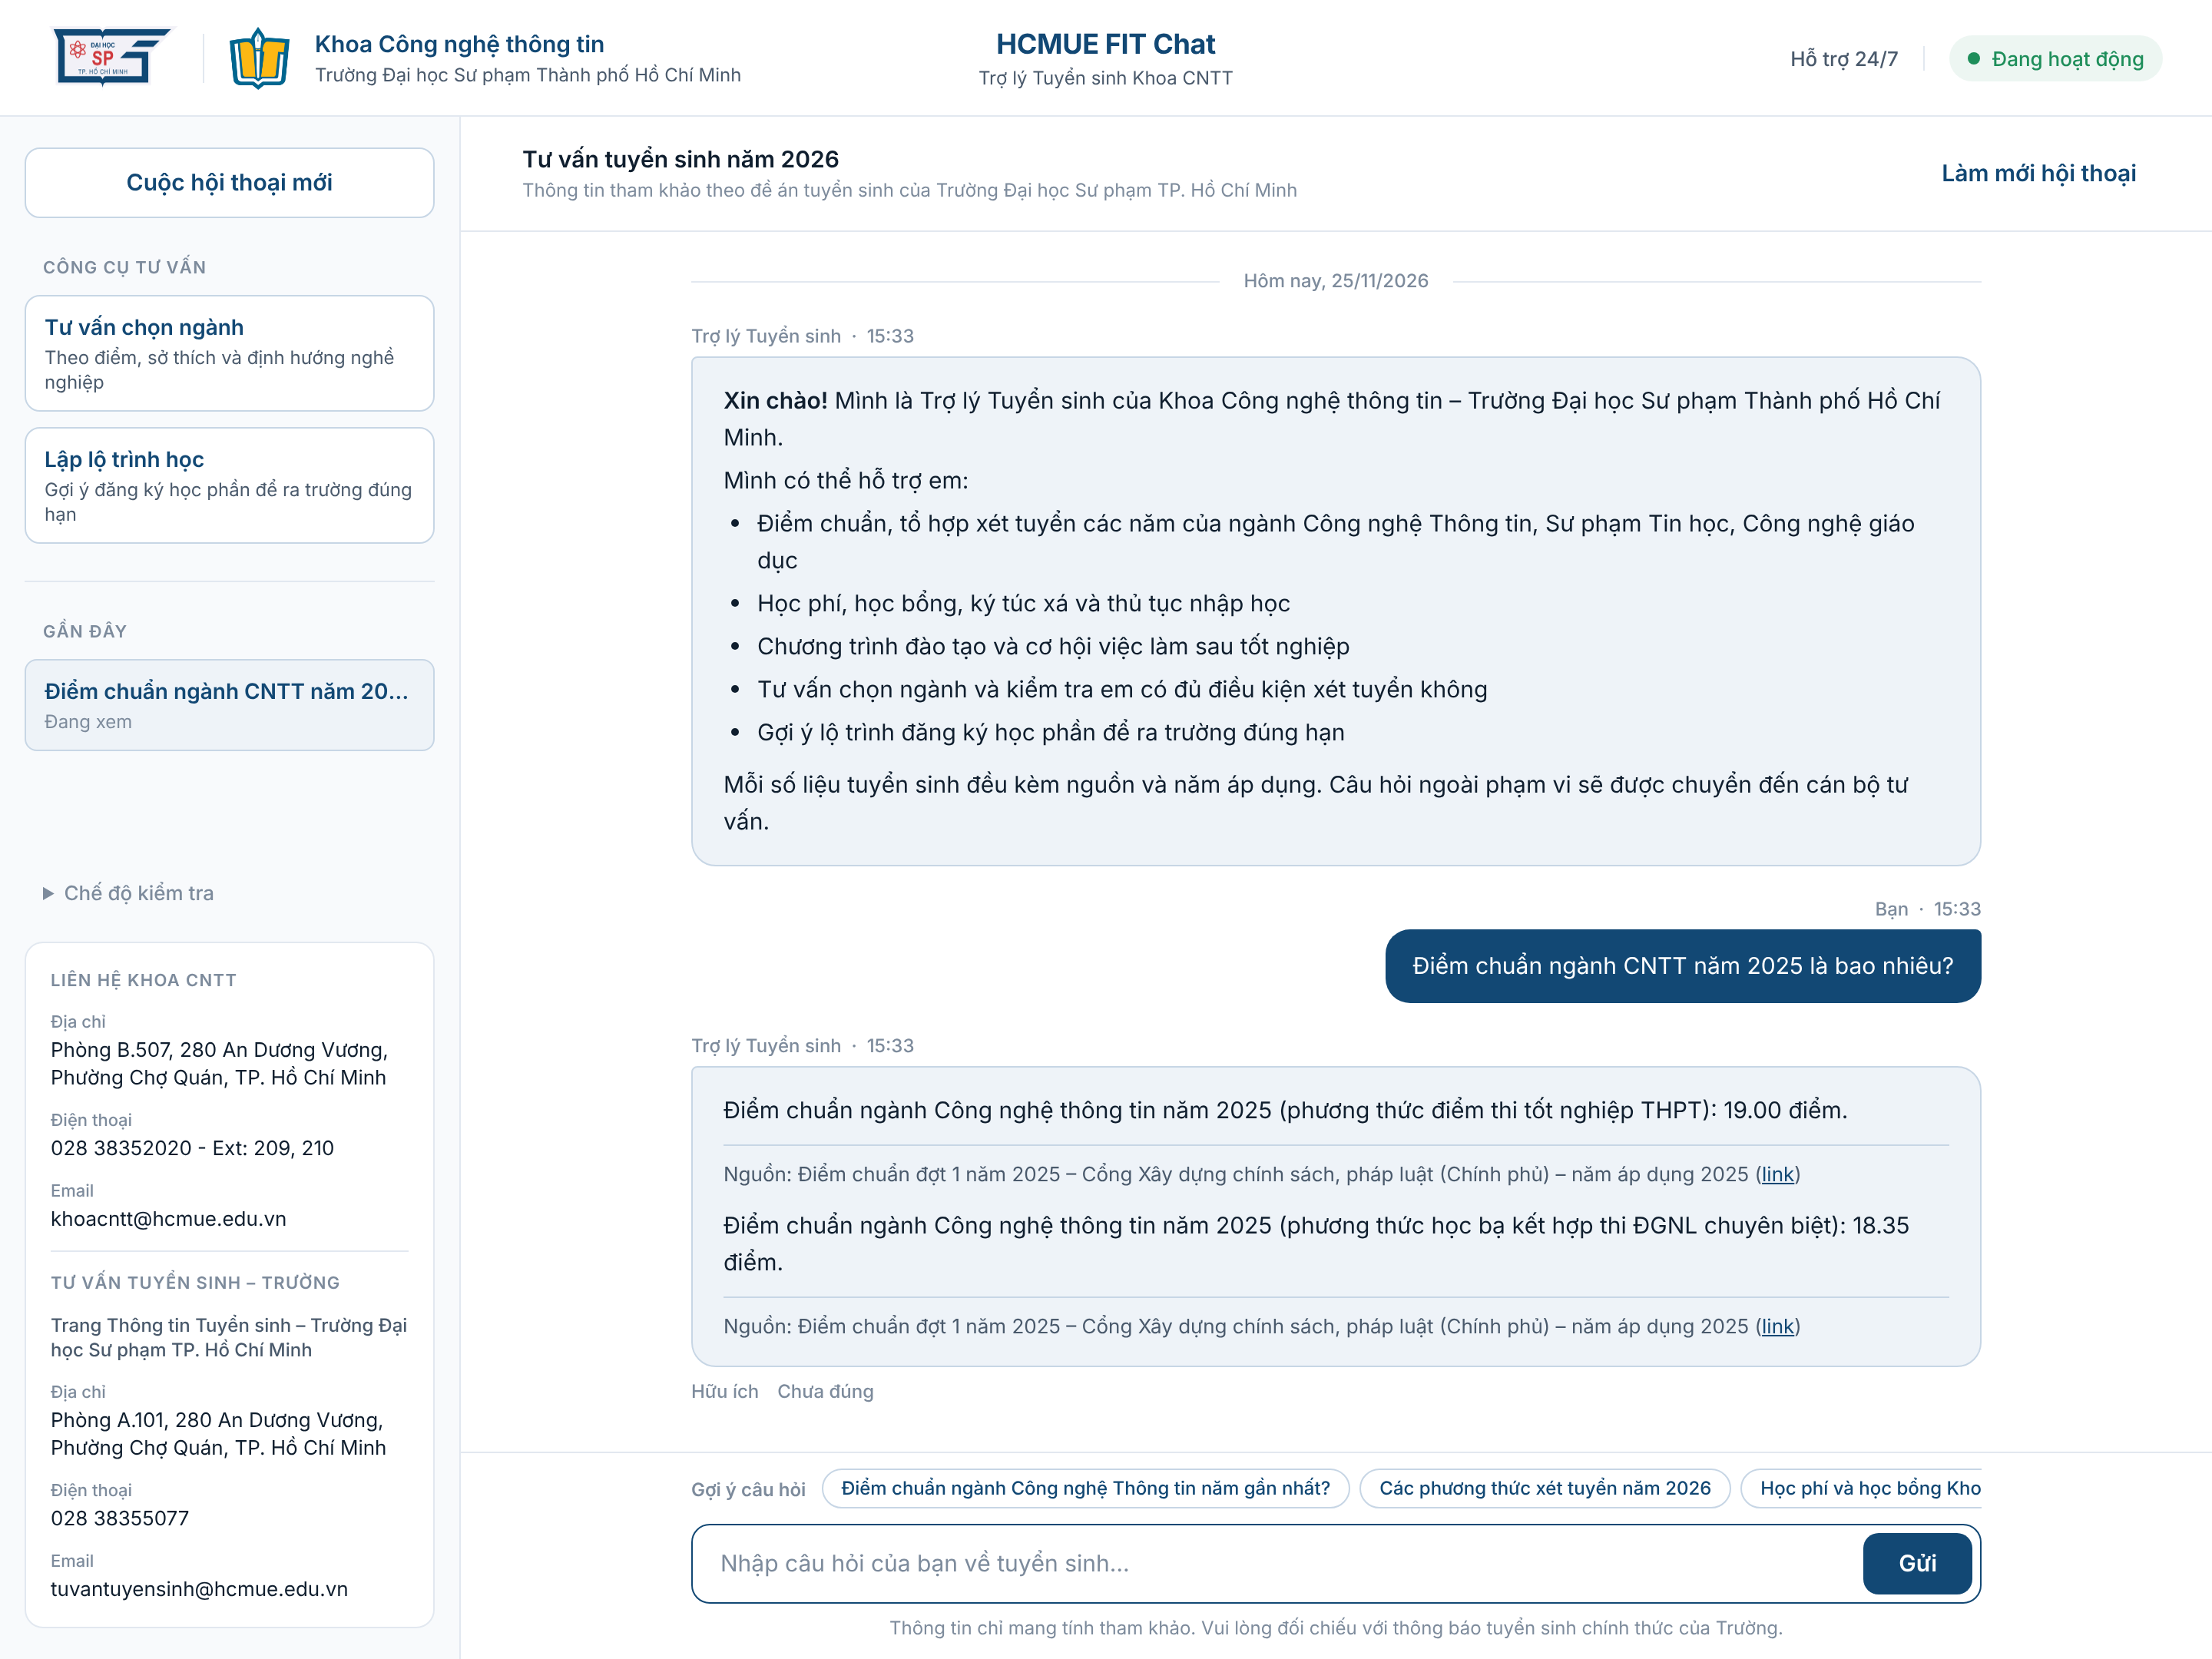 ĐẠI HỌC
SP
TP. HỒ CHÍ MINH
Khoa Công nghệ thông tin
Trường Đại học Sư phạm Thành phố Hồ Chí Minh
HCMUE FIT Chat
Trợ lý Tuyển sinh Khoa CNTT
Hỗ trợ 24/7
Đang hoạt động
Cuộc hội thoại mới
CÔNG CỤ TƯ VẤN
Tư vấn chọn ngành
Theo điểm, sở thích và định hướng nghề
nghiệp
Lập lộ trình học
Gợi ý đăng ký học phần để ra trường đúng
hạn
GẦN ĐÂY
Điểm chuẩn ngành CNTT năm 20...
Đang xem
▶ Chế độ kiểm tra
LIÊN HỆ KHOA CNTT
Địa chỉ
Phòng B.507, 280 An Dương Vương,
Phường Chợ Quán, TP. Hồ Chí Minh
Điện thoại
028 38352020 - Ext: 209, 210
Email
khoacntt@hcmue.edu.vn
TƯ VẤN TUYỂN SINH – TRƯỜNG
Trang Thông tin Tuyển sinh – Trường Đại
học Sư phạm TP. Hồ Chí Minh
Địa chỉ
Phòng A.101, 280 An Dương Vương,
Phường Chợ Quán, TP. Hồ Chí Minh
Điện thoại
028 38355077
Email
tuvantuyensinh@hcmue.edu.vn
Tư vấn tuyển sinh năm 2026
Thông tin tham khảo theo đề án tuyển sinh của Trường Đại học Sư phạm TP. Hồ Chí Minh
Làm mới hội thoại
Hôm nay, 25/11/2026
Trợ lý Tuyển sinh · 15:33
Xin chào! Mình là Trợ lý Tuyển sinh của Khoa Công nghệ thông tin – Trường Đại học Sư phạm Thành phố Hồ Chí
Minh.
Mình có thể hỗ trợ em:
• Điểm chuẩn, tổ hợp xét tuyển các năm của ngành Công nghệ Thông tin, Sư phạm Tin học, Công nghệ giáo
dục
• Học phí, học bổng, ký túc xá và thủ tục nhập học
• Chương trình đào tạo và cơ hội việc làm sau tốt nghiệp
• Tư vấn chọn ngành và kiểm tra em có đủ điều kiện xét tuyển không
• Gợi ý lộ trình đăng ký học phần để ra trường đúng hạn
Mỗi số liệu tuyển sinh đều kèm nguồn và năm áp dụng. Câu hỏi ngoài phạm vi sẽ được chuyển đến cán bộ tư
vấn.
Bạn · 15:33
Điểm chuẩn ngành CNTT năm 2025 là bao nhiêu?
Trợ lý Tuyển sinh · 15:33
Điểm chuẩn ngành Công nghệ thông tin năm 2025 (phương thức điểm thi tốt nghiệp THPT): 19.00 điểm.
Nguồn: Điểm chuẩn đợt 1 năm 2025 – Cổng Xây dựng chính sách, pháp luật (Chính phủ) – năm áp dụng 2025 (link)
Điểm chuẩn ngành Công nghệ thông tin năm 2025 (phương thức học bạ kết hợp thi ĐGNL chuyên biệt): 18.35
điểm.
Nguồn: Điểm chuẩn đợt 1 năm 2025 – Cổng Xây dựng chính sách, pháp luật (Chính phủ) – năm áp dụng 2025 (link)
Hữu ích Chưa đúng
Gợi ý câu hỏi
Điểm chuẩn ngành Công nghệ Thông tin năm gần nhất?
Các phương thức xét tuyển năm 2026
Học phí và học bổng Kho
Nhập câu hỏi của bạn về tuyển sinh...
Gửi
Thông tin chỉ mang tính tham khảo. Vui lòng đối chiếu với thông báo tuyển sinh chính thức của Trường.